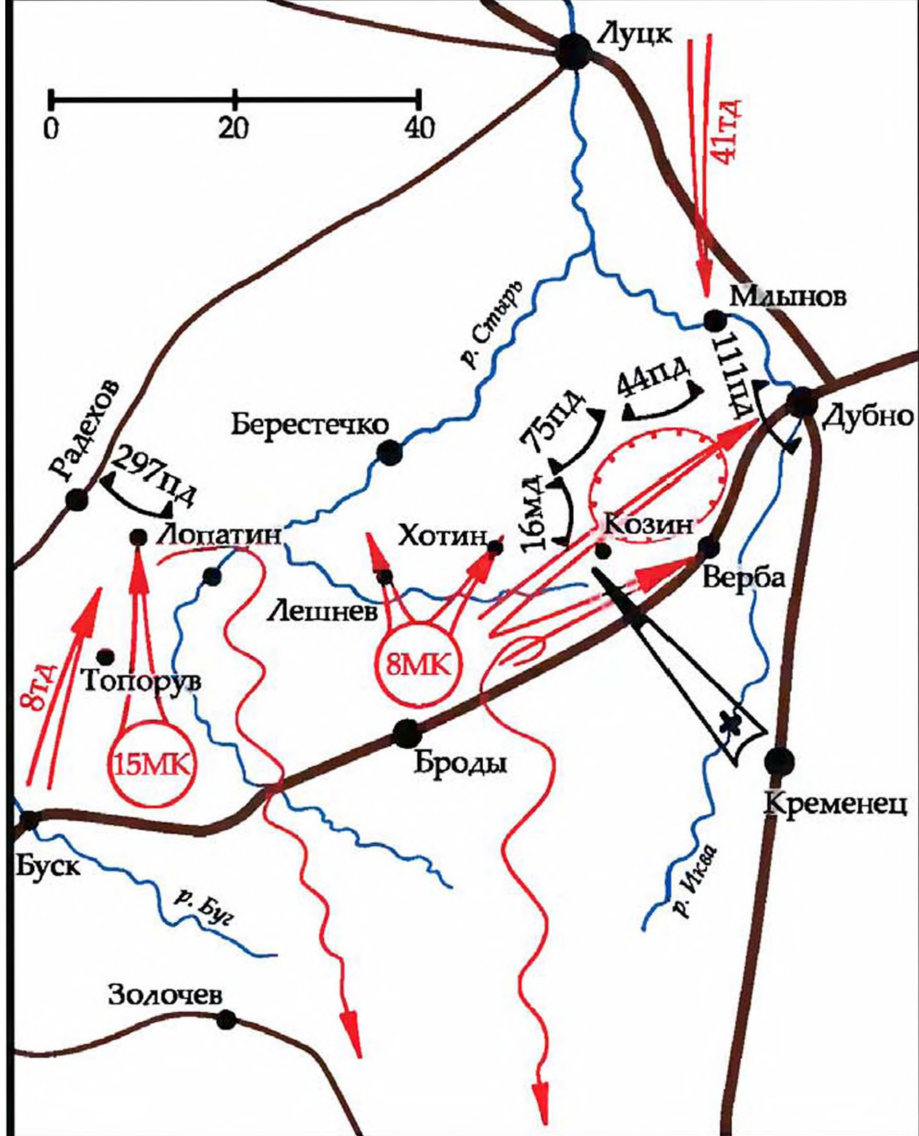 Луцк
0
20
40
41тд
Млынов
р. Стырь
111пд
44пд
75пд
Дубно
Радехов
Берестечко
297пд
16мд
Козин
Лопатин
Хотин
Верба
Лешнев
8МК
8тд
Топорув
15МК
Броды
Кременец
Буск
р. Иква
р. Буг
Золочев